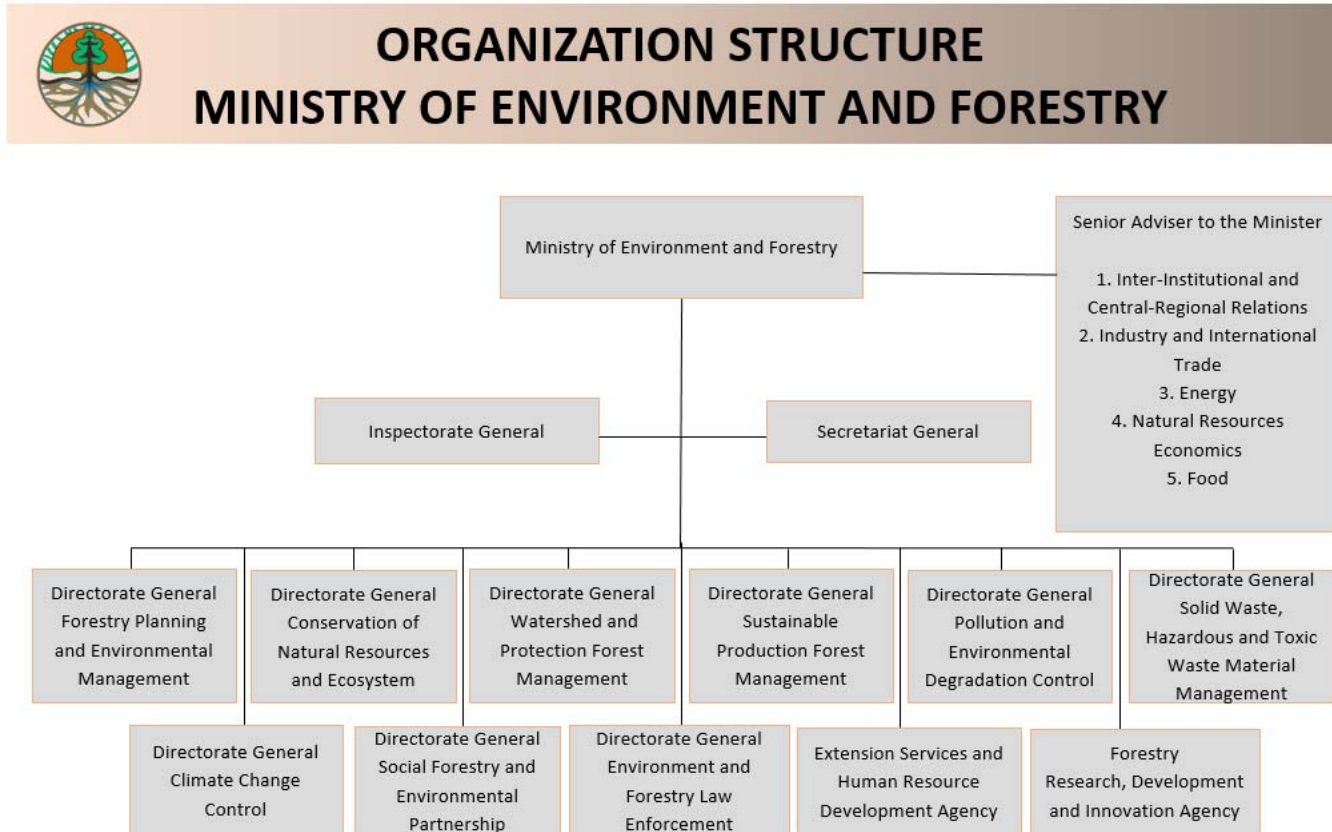 ORGANIZATION STRUCTURE
MINISTRY OF ENVIRONMENT AND FORESTRY
Ministry of Environment and Forestry
Senior Adviser to the Minister
1. Inter-Institutional and
Central-Regional Relations
2. Industry and International
Trade
3. Energy
4. Natural Resources
Economics
5. Food
Inspectorate General
Secretariat General
Directorate General
Forestry Planning
and Environmental
Management
Directorate General
Conservation of
Natural Resources
and Ecosystem
Directorate General
Watershed and
Protection Forest
Management
Directorate General
Sustainable
Production Forest
Management
Directorate General
Pollution and
Environmental
Degradation Control
Directorate General
Solid Waste,
Hazardous and Toxic
Waste Material
Management
Directorate General
Climate Change
Control
Directorate General
Social Forestry and
Environmental
Partnership
Directorate General
Environment and
Forestry Law
Enforcement
Extension Services and
Human Resource
Development Agency
Forestry
Research, Development
and Innovation Agency